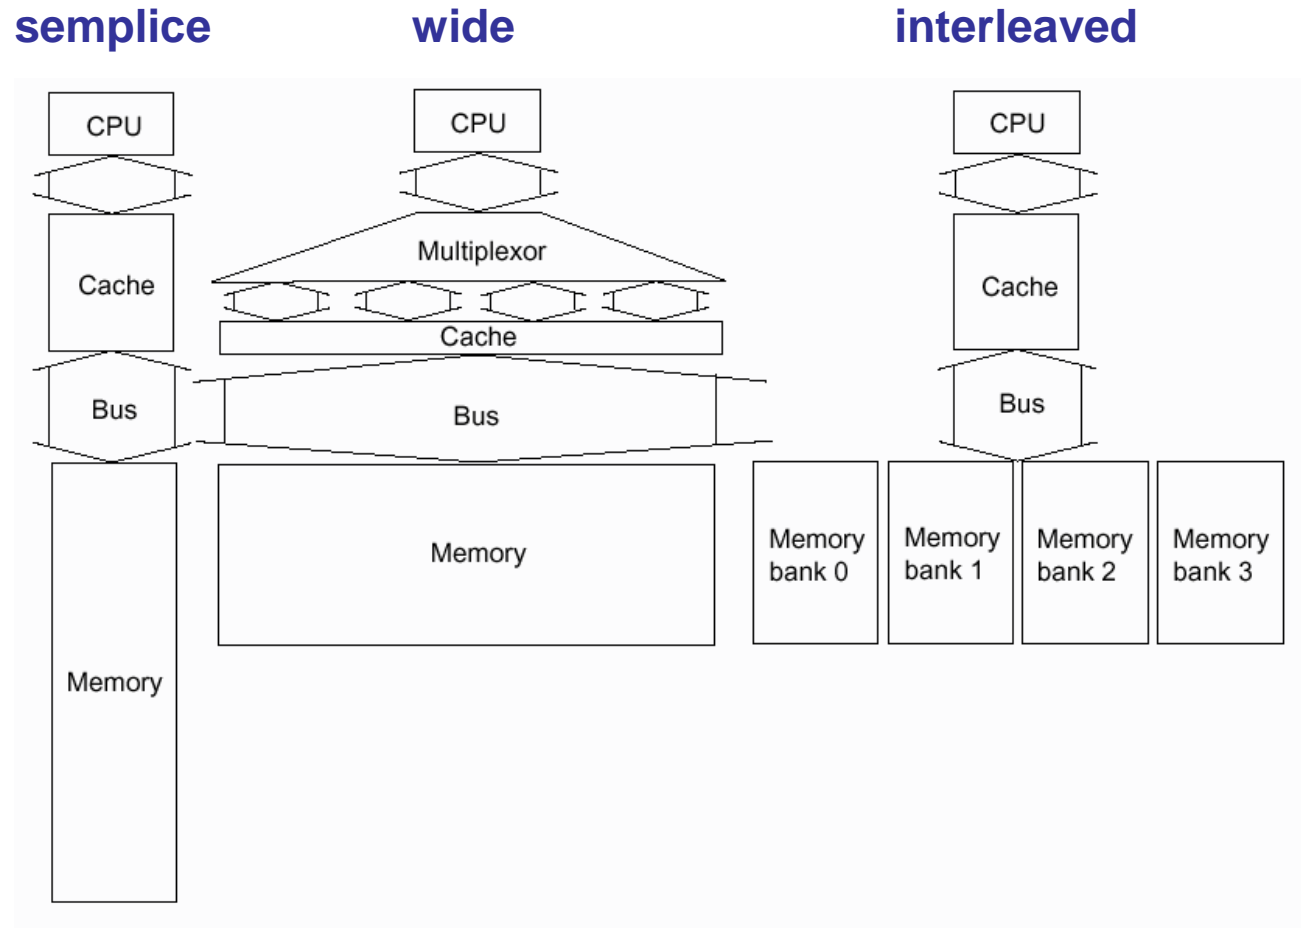 semplice wide interleaved
CPU CPU CPU
Multiplexor
Cache Cache
Cache
Bus Bus Bus
Memory Memory Memory Memory Memory
bank 0 bank 1 bank 2 bank 3
Memory